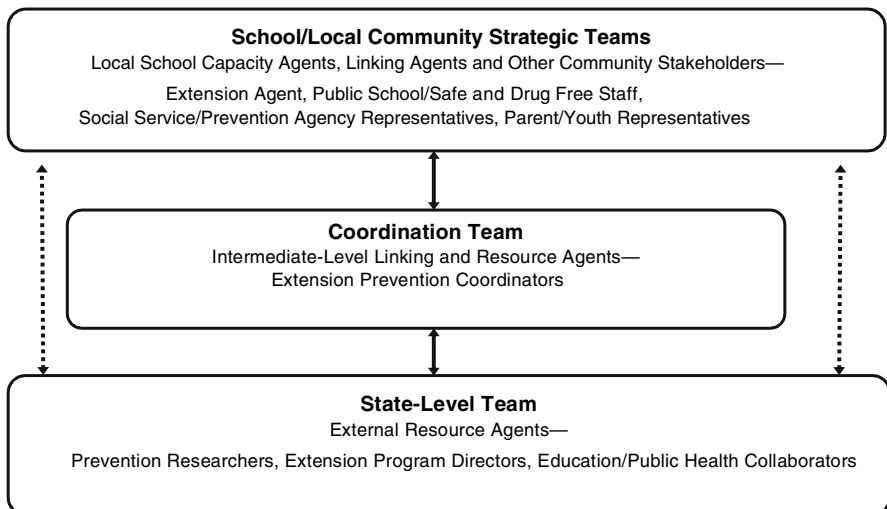 School/Local Community Strategic Teams
Local School Capacity Agents, Linking Agents and Other Community Stakeholders—
Extension Agent, Public School/Safe and Drug Free Staff,
Social Service/Prevention Agency Representatives, Parent/Youth Representatives
Coordination Team
Intermediate-Level Linking and Resource Agents—
Extension Prevention Coordinators
State-Level Team
External Resource Agents—
Prevention Researchers, Extension Program Directors, Education/Public Health Collaborators